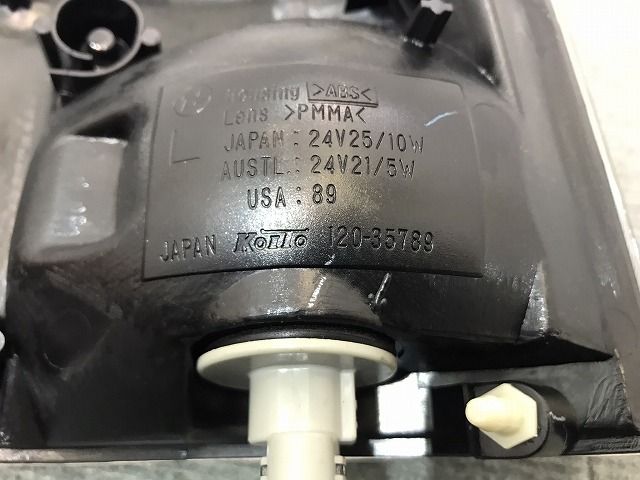 Housing >ABS<
Lens >PMMA<
L
JAPAN : 24V25/10W
AUSTL. : 24V21/5W
USA : 89
JAPAN KOITO 120-35789